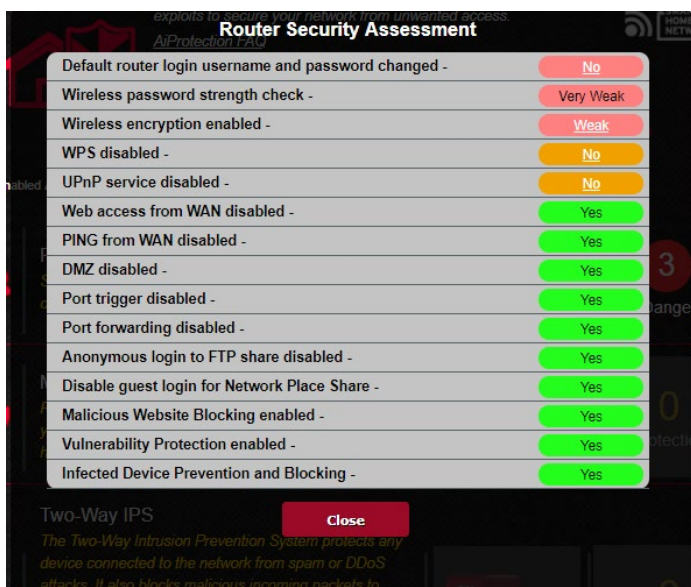 exploits to secure your network from unwanted access.
AiProtection FAQ
Router Security Assessment
Default router login username and password changed - No
Wireless password strength check - Very Weak
Wireless encryption enabled - Weak
WPS disabled - No
UPnP service disabled - No
Web access from WAN disabled - Yes
PING from WAN disabled - Yes
DMZ disabled - Yes
3
Port trigger disabled - Yes
Port forwarding disabled - Yes
Anonymous login to FTP share disabled - Yes
Disable guest login for Network Place Share - Yes
Malicious Website Blocking enabled - Yes
0
Vulnerability Protection enabled - Yes
Infected Device Prevention and Blocking - Yes
Two-Way IPS
Close
The Two-Way Intrusion Prevention System protects any
device connected to the network from spam or DDoS
attacks. It also blocks malicious incoming packets to